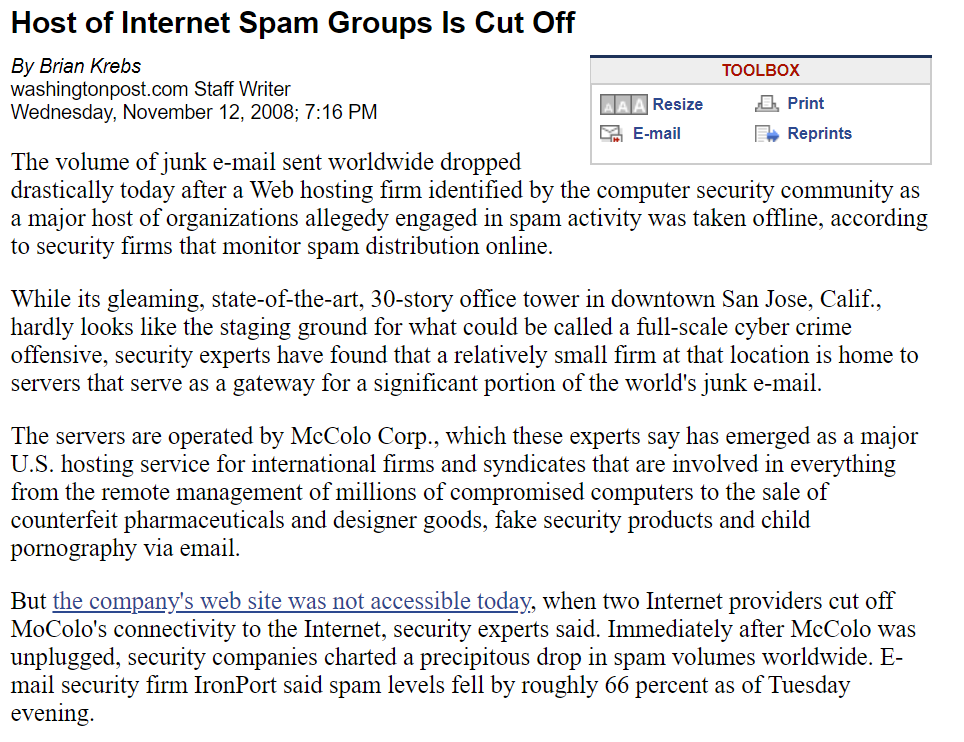 Host of Internet Spam Groups Is Cut Off
By Brian Krebs
washingtonpost.com Staff Writer
Wednesday, November 12, 2008; 7:16 PM
TOOLBOX
AAA Resize
Print
E-mail
Reprints
The volume of junk e-mail sent worldwide dropped
drastically today after a Web hosting firm identified by the computer security community as
a major host of organizations allegedy engaged in spam activity was taken offline, according
to security firms that monitor spam distribution online.
While its gleaming, state-of-the-art, 30-story office tower in downtown San Jose, Calif.,
hardly looks like the staging ground for what could be called a full-scale cyber crime
offensive, security experts have found that a relatively small firm at that location is home to
servers that serve as a gateway for a significant portion of the world's junk e-mail.
The servers are operated by McColo Corp., which these experts say has emerged as a major
U.S. hosting service for international firms and syndicates that are involved in everything
from the remote management of millions of compromised computers to the sale of
counterfeit pharmaceuticals and designer goods, fake security products and child
pornography via email.
But the company's web site was not accessible today, when two Internet providers cut off
MoColo's connectivity to the Internet, security experts said. Immediately after McColo was
unplugged, security companies charted a precipitous drop in spam volumes worldwide. E-
mail security firm IronPort said spam levels fell by roughly 66 percent as of Tuesday
evening.